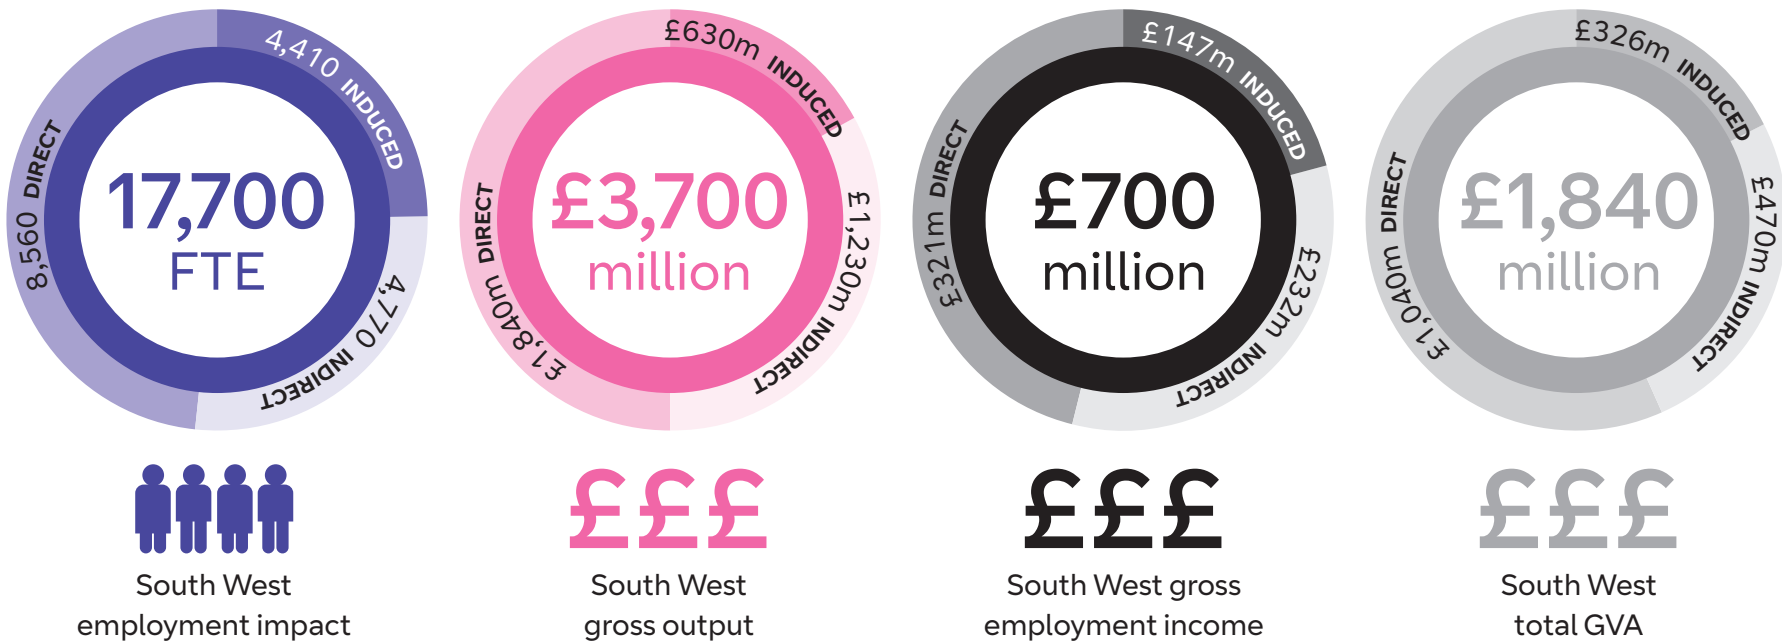 4,410 INDUCED
8,560 DIRECT
17,700
FTE
4,770 INDIRECT
South West
employment impact
£630m INDUCED
£1,840m DIRECT
£3,700
million
£1,230m INDIRECT
£££
South West
gross output
£147m INDUCED
£321m DIRECT
£700
million
£232m INDIRECT
£££
South West gross
employment income
£326m INDUCED
£1,040m DIRECT
£1,840
million
£470m INDIRECT
£££
South West
total GVA